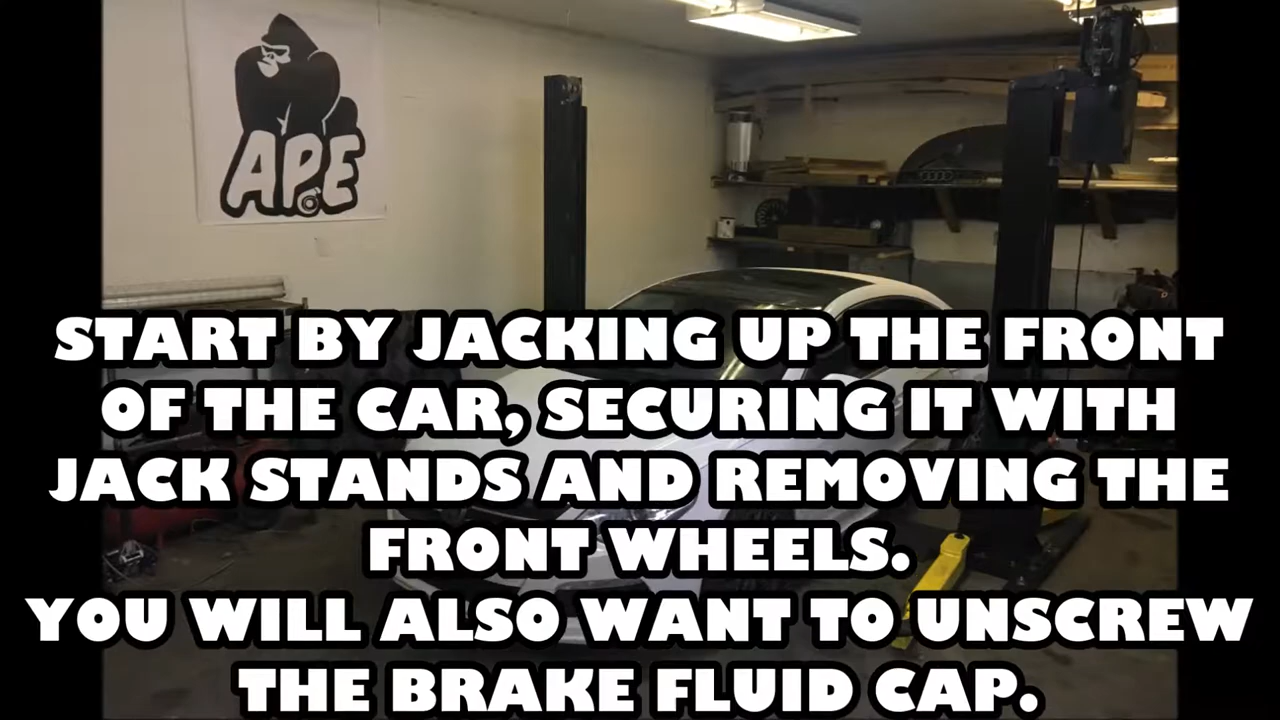 APE
START BY JACKING UP THE FRONT
OF THE CAR, SECURING IT WITH
JACK STANDS AND REMOVING THE
FRONT WHEELS.
YOU WILL ALSO WANT TO UNSCREW
THE BRAKE FLUID CAP.